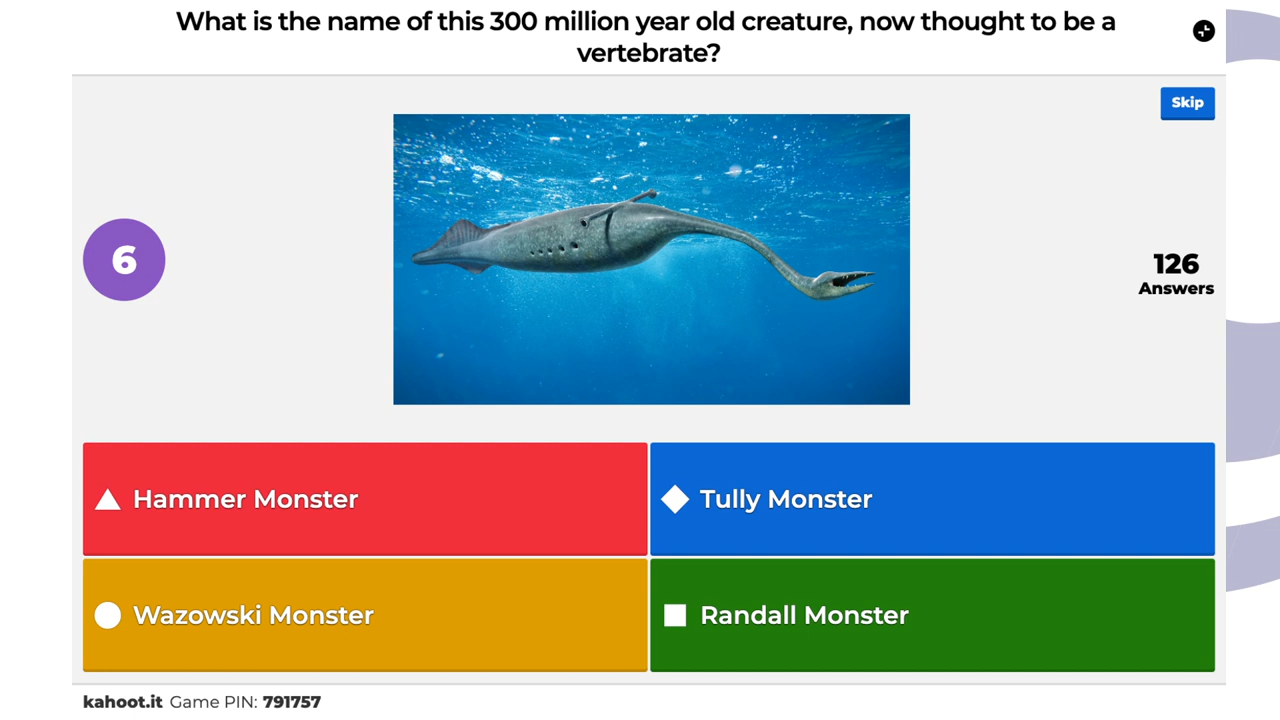 What is the name of this 300 million year old creature, now thought to be a
vertebrate?
Skip
6
126
Answers
Hammer Monster
Tully Monster
Wazowski Monster
Randall Monster
kahoot.it Game PIN: 791757